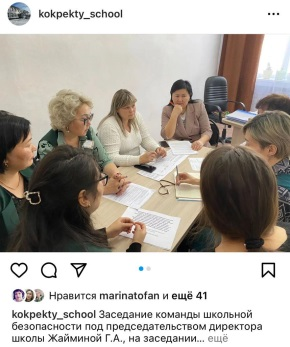 kokpekty_school
Нравится marinatofan и ещё 41
kokpekty_school Заседание команды школьной
безопасности под председательством директора
школы Жайминой Г.А., на заседании... ещё